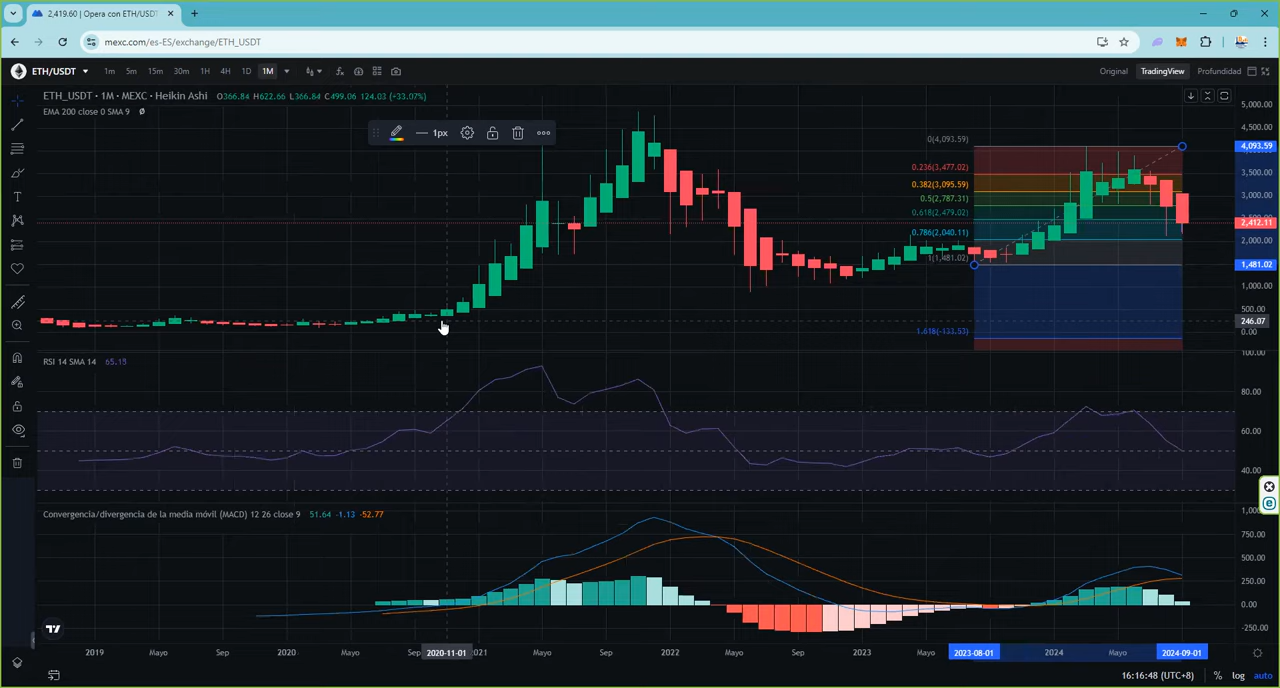 2,419.60 | Opera con ETH/USDT
mexc.com/es-ES/exchange/ETH_USDT
ETH/USDT 1m 5m 15m 30m 1H 4H 1D 1M Original TradingView Profundidad
ETH_USDT · 1M · MEXC · Heikin Ashi O366.84 H622.66 L366.84 C499.06 124.03 (+33.07%)
EMA 200 close 0 SMA 9
1px
5,000.00
4,500.00
4,093.59
3,500.00
3,000.00
2,412.11
2,000.00
1,481.02
1,000.00
500.00
246.07
0.00
0(4,093.59)
0.236(3,477.02)
0.382(3,095.59)
0.5(2,787.31)
0.618(2,479.02)
0.786(2,040.11)
1(1,481.02)
1.618(-133.53)
RSI 14 SMA 14 65.13
100.00
80.00
60.00
40.00
Convergencia/divergencia de la media móvil (MACD) 12 26 close 9 51.64 -1.13 -52.77
750.00
500.00
250.00
0.00
-250.00
2019 Mayo Sep 2020 Mayo Sep 2020-11-01 2021 Mayo Sep 2022 Mayo Sep 2023 Mayo 2023-08-01 2024 Mayo 2024-09-01
16:16:48 (UTC+8) % log auto